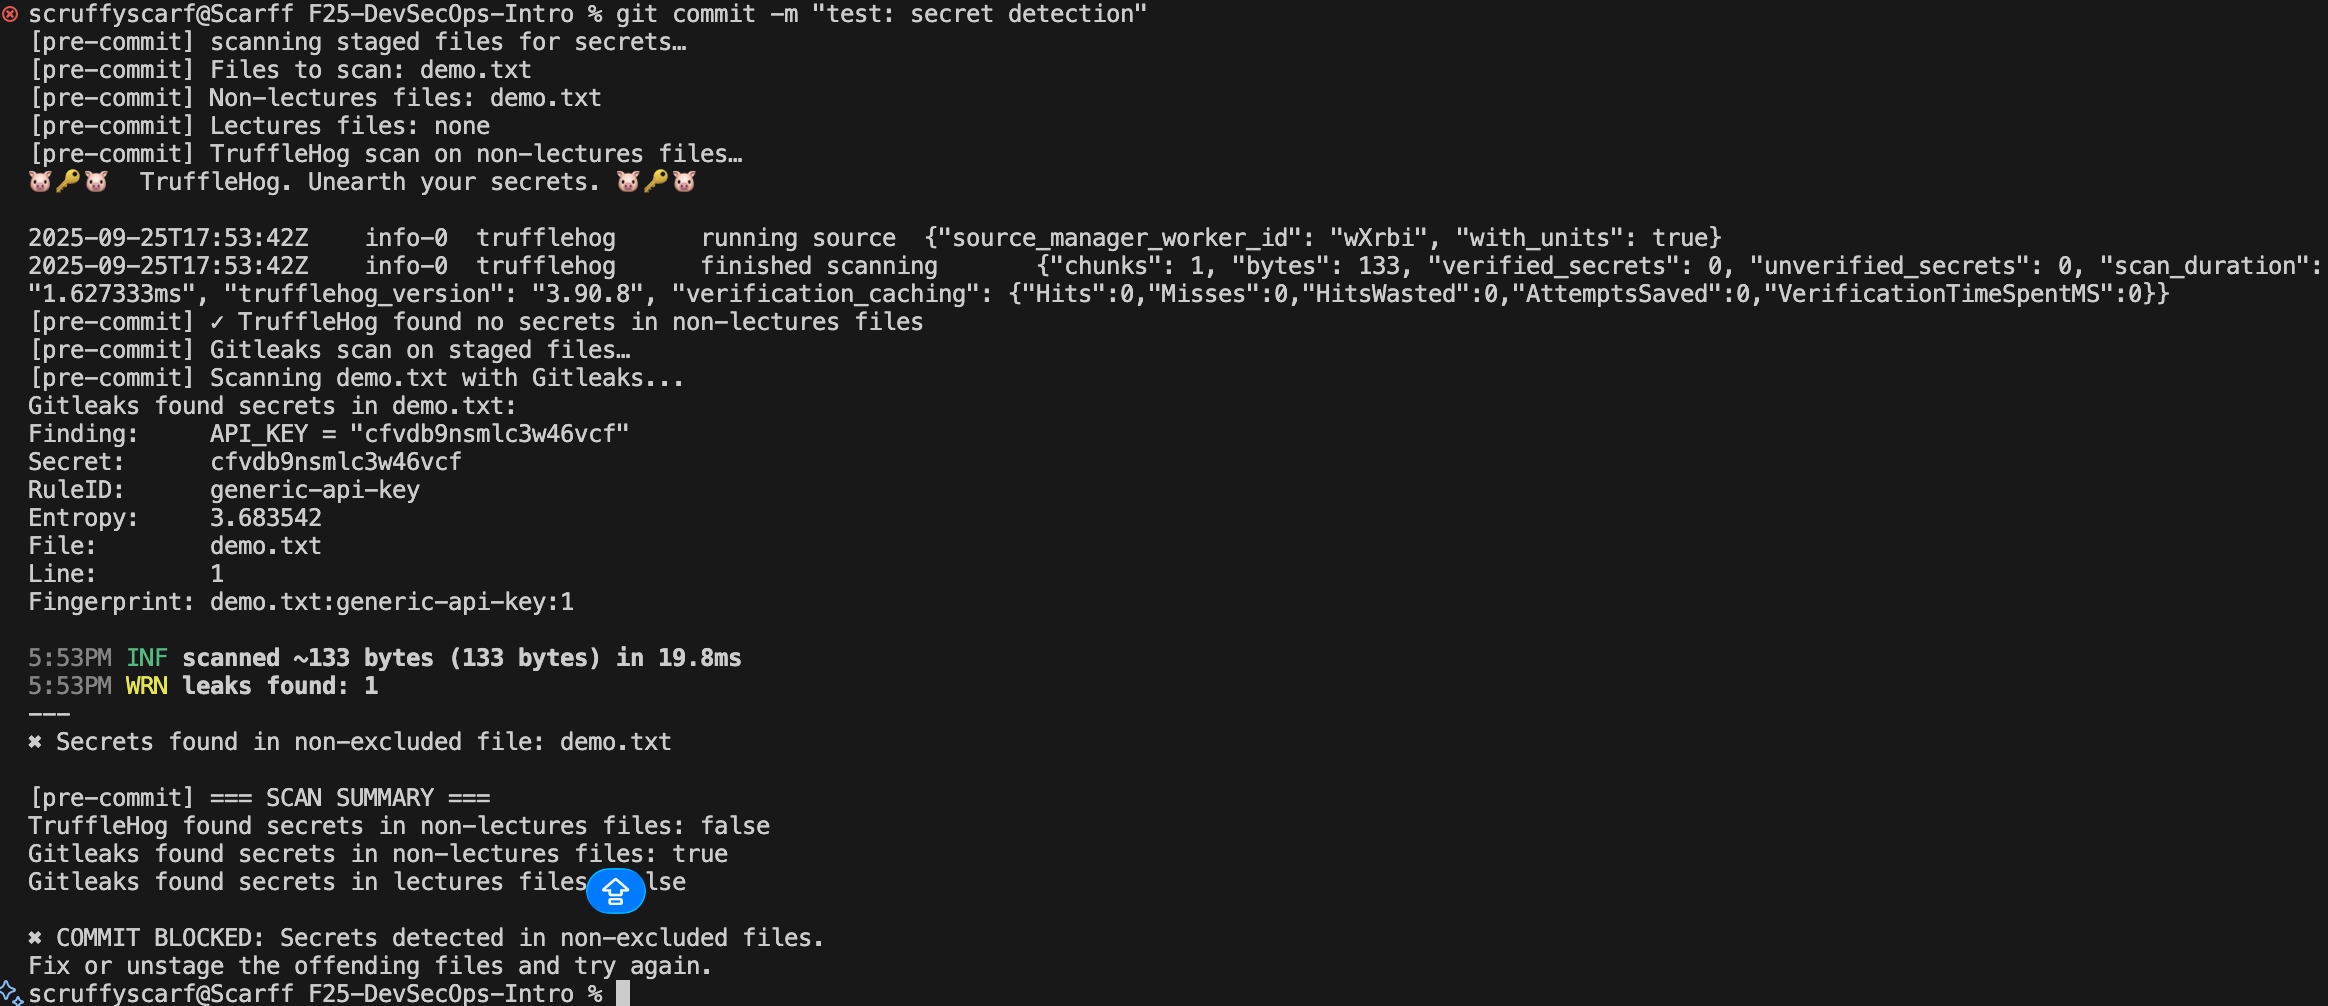 scruffyscarf@Scarff F25-DevSecOps-Intro % git commit -m "test: secret detection"
[pre-commit] scanning staged files for secrets…
[pre-commit] Files to scan: demo.txt
[pre-commit] Non-lectures files: demo.txt
[pre-commit] Lectures files: none
[pre-commit] TruffleHog scan on non-lectures files…
🐷🔑🐷  TruffleHog. Unearth your secrets. 🐷🔑🐷
2025-09-25T17:53:42Z    info-0  trufflehog      running source  {"source_manager_worker_id": "wXrbi", "with_units": true}
2025-09-25T17:53:42Z    info-0  trufflehog      finished scanning       {"chunks": 1, "bytes": 133, "verified_secrets": 0, "unverified_secrets": 0, "scan_duration":
"1.627333ms", "trufflehog_version": "3.90.8", "verification_caching": {"Hits":0,"Misses":0,"HitsWasted":0,"AttemptsSaved":0,"VerificationTimeSpentMS":0}}
[pre-commit] ✓ TruffleHog found no secrets in non-lectures files
[pre-commit] Gitleaks scan on staged files…
[pre-commit] Scanning demo.txt with Gitleaks...
Gitleaks found secrets in demo.txt:
Finding:     API_KEY = "cfvdb9nsmlc3w46vcf"
Secret:      cfvdb9nsmlc3w46vcf
RuleID:      generic-api-key
Entropy:     3.683542
File:        demo.txt
Line:        1
Fingerprint: demo.txt:generic-api-key:1
5:53PM INF scanned ~133 bytes (133 bytes) in 19.8ms
5:53PM WRN leaks found: 1
---
✖ Secrets found in non-excluded file: demo.txt
[pre-commit] === SCAN SUMMARY ===
TruffleHog found secrets in non-lectures files: false
Gitleaks found secrets in non-lectures files: true
Gitleaks found secrets in lectures files lse
✖ COMMIT BLOCKED: Secrets detected in non-excluded files.
Fix or unstage the offending files and try again.
scruffyscarf@Scarff F25-DevSecOps-Intro %